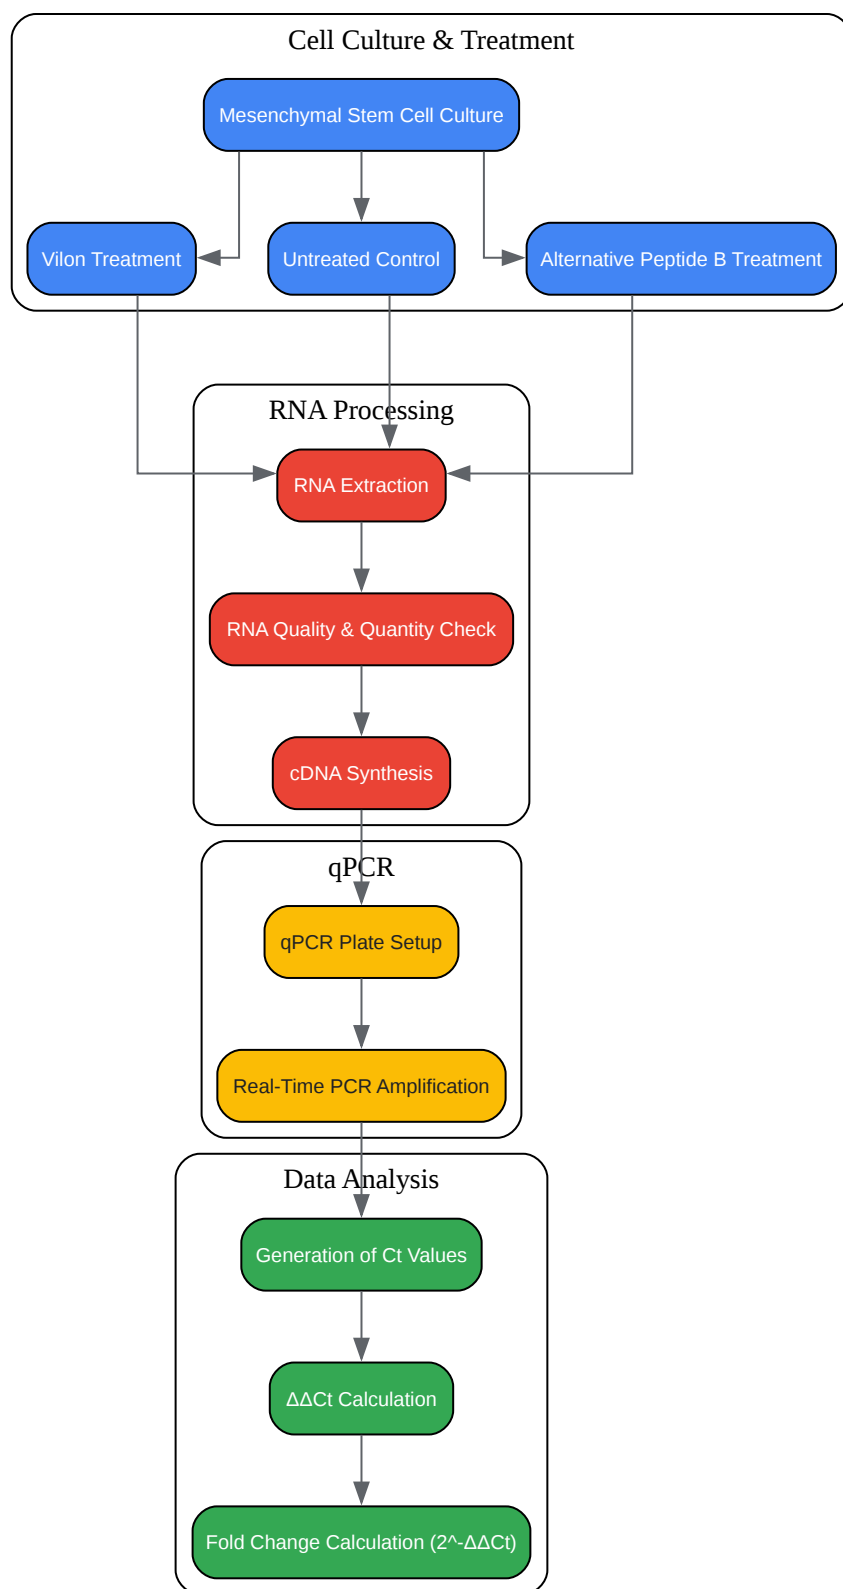 Cell Culture & Treatment
Mesenchymal Stem Cell Culture
Vilon Treatment
Untreated Control
Alternative Peptide B Treatment
RNA Processing
RNA Extraction
RNA Quality & Quantity Check
cDNA Synthesis
qPCR
qPCR Plate Setup
Real-Time PCR Amplification
Data Analysis
Generation of Ct Values
ΔΔCt Calculation
Fold Change Calculation (2^-ΔΔCt)